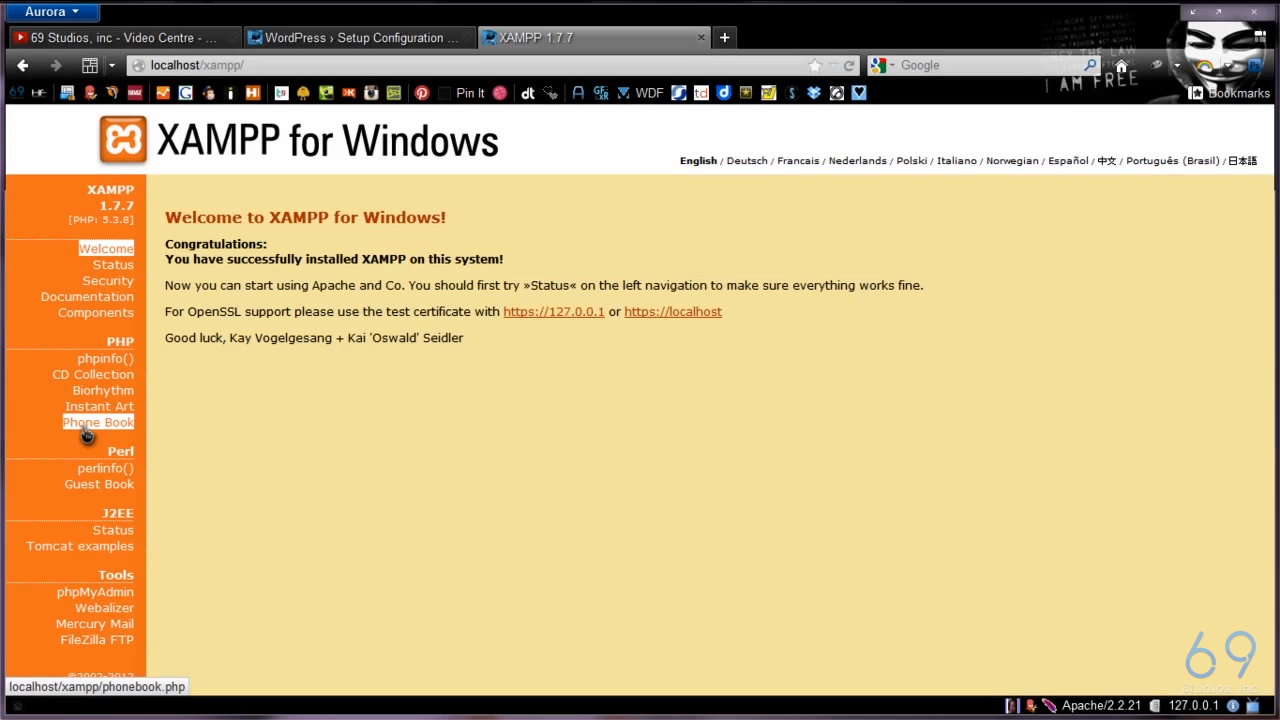 Aurora
69 Studios, inc - Video Centre - ...
WordPress › Setup Configuration ...
XAMPP 1.7.7
localhost/xampp/
Google
I AM FREE
Pin It
WDF
Bookmarks
XAMPP for Windows
English / Deutsch / Francais / Nederlands / Polski / Italiano / Norwegian / Español / 中文 / Português (Brasil) / 日本語
XAMPP
1.7.7
[PHP: 5.3.8]
Welcome
Status
Security
Documentation
Components
PHP
phpinfo()
CD Collection
Biorhythm
Instant Art
Phone Book
Perl
perlinfo()
Guest Book
J2EE
Status
Tomcat examples
Tools
phpMyAdmin
Webalizer
Mercury Mail
FileZilla FTP
Welcome to XAMPP for Windows!
Congratulations:
You have successfully installed XAMPP on this system!
Now you can start using Apache and Co. You should first try »Status« on the left navigation to make sure everything works fine.
For OpenSSL support please use the test certificate with https://127.0.0.1 or https://localhost
Good luck, Kay Vogelgesang + Kai 'Oswald' Seidler
69
Studios Inc
localhost/xampp/phonebook.php
Apache/2.2.21
127.0.0.1